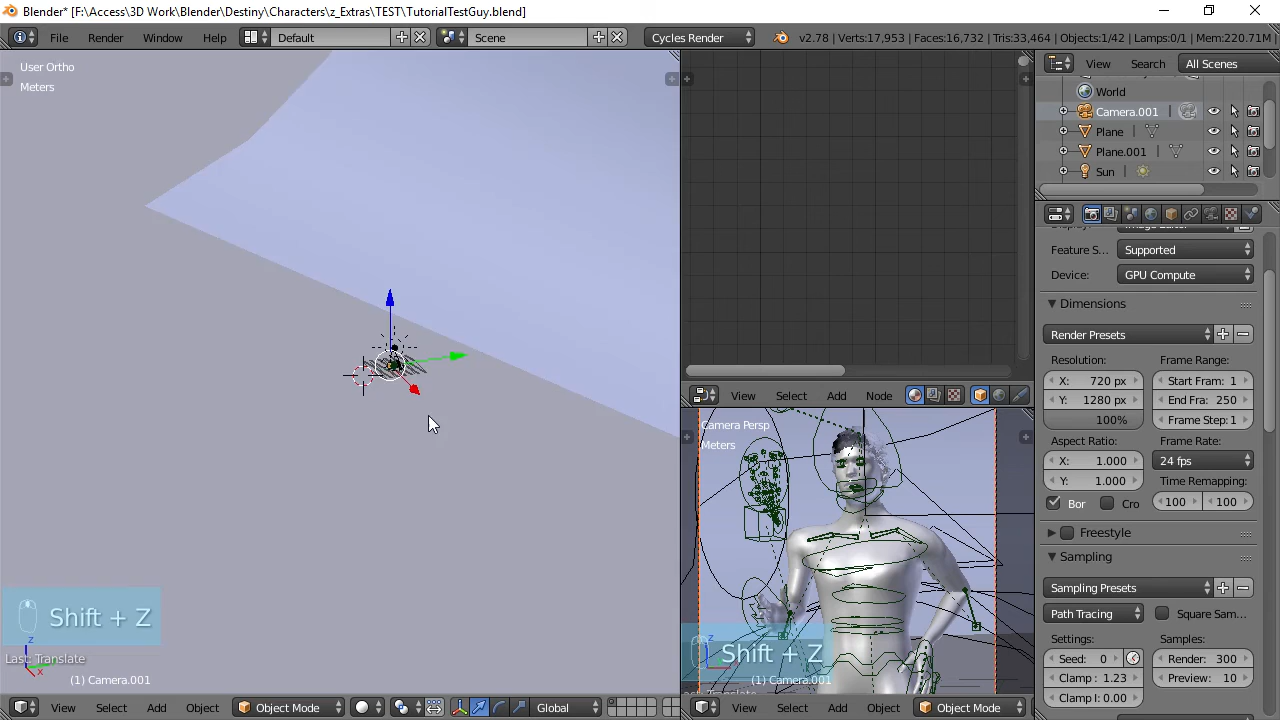 Blender* [F:\Access\3D Work\Blender\Destiny\Characters\z_Extras\TEST\TutorialTestGuy.blend]
File Render Window Help Default Scene Cycles Render v2.78 | Verts:17,953 | Faces:16,732 | Tris:33,464 | Objects:1/42 | Lamps:0/1 | Mem:220.71M
User Ortho
Meters
View Search All Scenes
World
Camera.001
Plane
Plane.001
Sun
Feature S... Supported
Device: GPU Compute
Dimensions
Render Presets
Resolution: Frame Range:
X: 720 px Start Fram: 1
Y: 1280 px End Fra: 250
100% Frame Step: 1
Aspect Ratio: Frame Rate:
X: 1.000 24 fps
Y: 1.000 Time Remapping:
Bor Cro 100 100
Freestyle
Sampling
Sampling Presets
Path Tracing Square Sam...
Settings: Samples:
Seed: 0 Render: 300
Clamp : 1.23 Preview: 10
Clamp I: 0.00
View Select Add Node
Camera Persp
Meters
Shift + Z
z
(1) Camera.001
View Select Add Object Object Mode
Shift + Z
z
Last: Translate
x
(1) Camera.001
View Select Add Object Object Mode Global